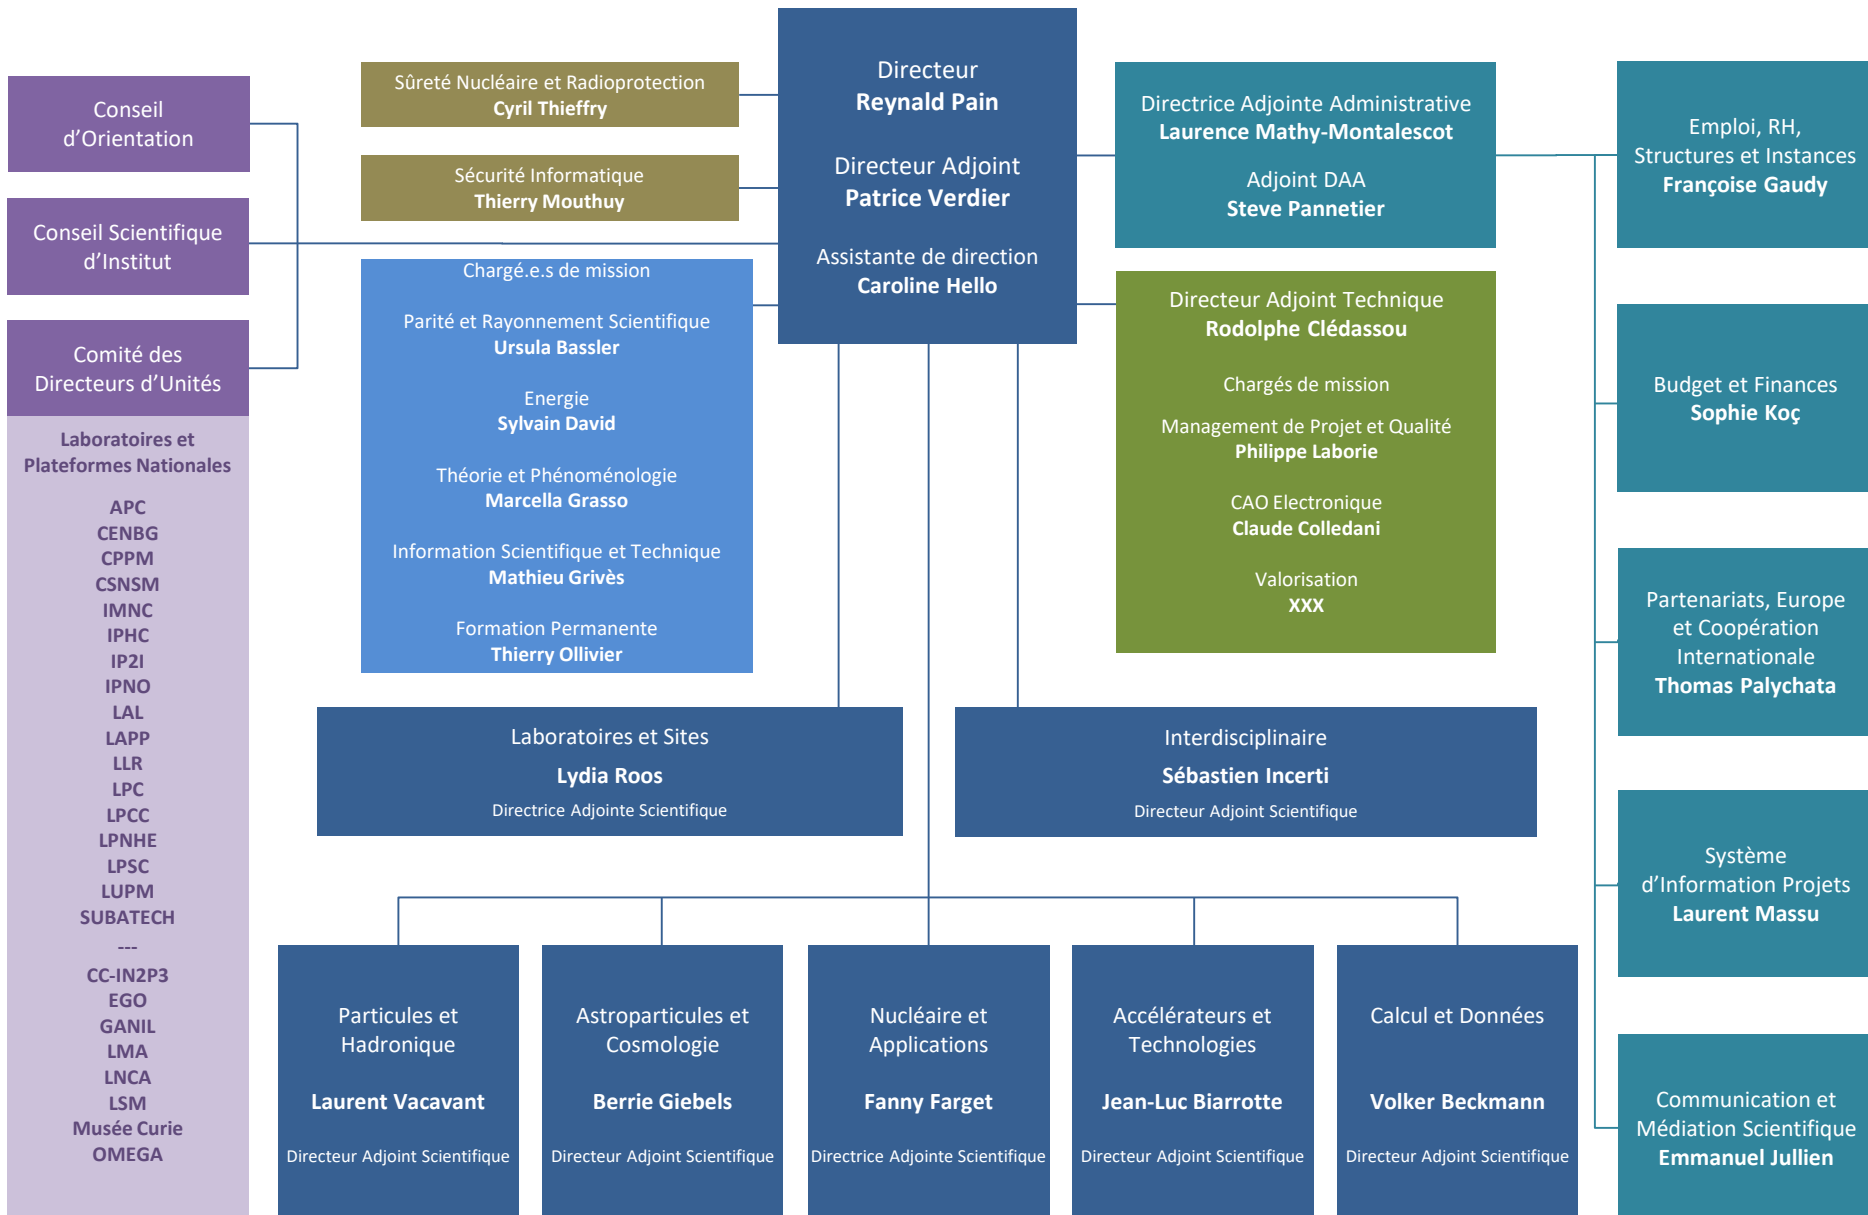 Conseil
d’Orientation
Conseil Scientifique
d’Institut
Comité des
Directeurs d’Unités
Laboratoires et
Plateformes Nationales
APC
CENBG
CPPM
CSNSM
IMNC
IPHC
IP2I
IPNO
LAL
LAPP
LLR
LPC
LPCC
LPNHE
LPSC
LUPM
SUBATECH
---
CC-IN2P3
EGO
GANIL
LMA
LNCA
LSM
Musée Curie
OMEGA
Sûreté Nucléaire et Radioprotection
Cyril Thieffry
Sécurité Informatique
Thierry Mouthuy
Chargé.e.s de mission
Parité et Rayonnement Scientifique
Ursula Bassler
Energie
Sylvain David
Théorie et Phénoménologie
Marcella Grasso
Information Scientifique et Technique
Mathieu Grivès
Formation Permanente
Thierry Ollivier
Directeur
Reynald Pain
Directeur Adjoint
Patrice Verdier
Assistante de direction
Caroline Hello
Directrice Adjointe Administrative
Laurence Mathy-Montalescot
Adjoint DAA
Steve Pannetier
Directeur Adjoint Technique
Rodolphe Clédassou
Chargés de mission
Management de Projet et Qualité
Philippe Laborie
CAO Electronique
Claude Colledani
Valorisation
XXX
Emploi, RH,
Structures et Instances
Françoise Gaudy
Budget et Finances
Sophie Koç
Partenariats, Europe
et Coopération
Internationale
Thomas Palychata
Système
d’Information Projets
Laurent Massu
Communication et
Médiation Scientifique
Emmanuel Jullien
Laboratoires et Sites
Lydia Roos
Directrice Adjointe Scientifique
Interdisciplinaire
Sébastien Incerti
Directeur Adjoint Scientifique
Particules et
Hadronique
Laurent Vacavant
Directeur Adjoint Scientifique
Astroparticules et
Cosmologie
Berrie Giebels
Directeur Adjoint Scientifique
Nucléaire et
Applications
Fanny Farget
Directrice Adjointe Scientifique
Accélérateurs et
Technologies
Jean-Luc Biarrotte
Directeur Adjoint Scientifique
Calcul et Données
Volker Beckmann
Directeur Adjoint Scientifique